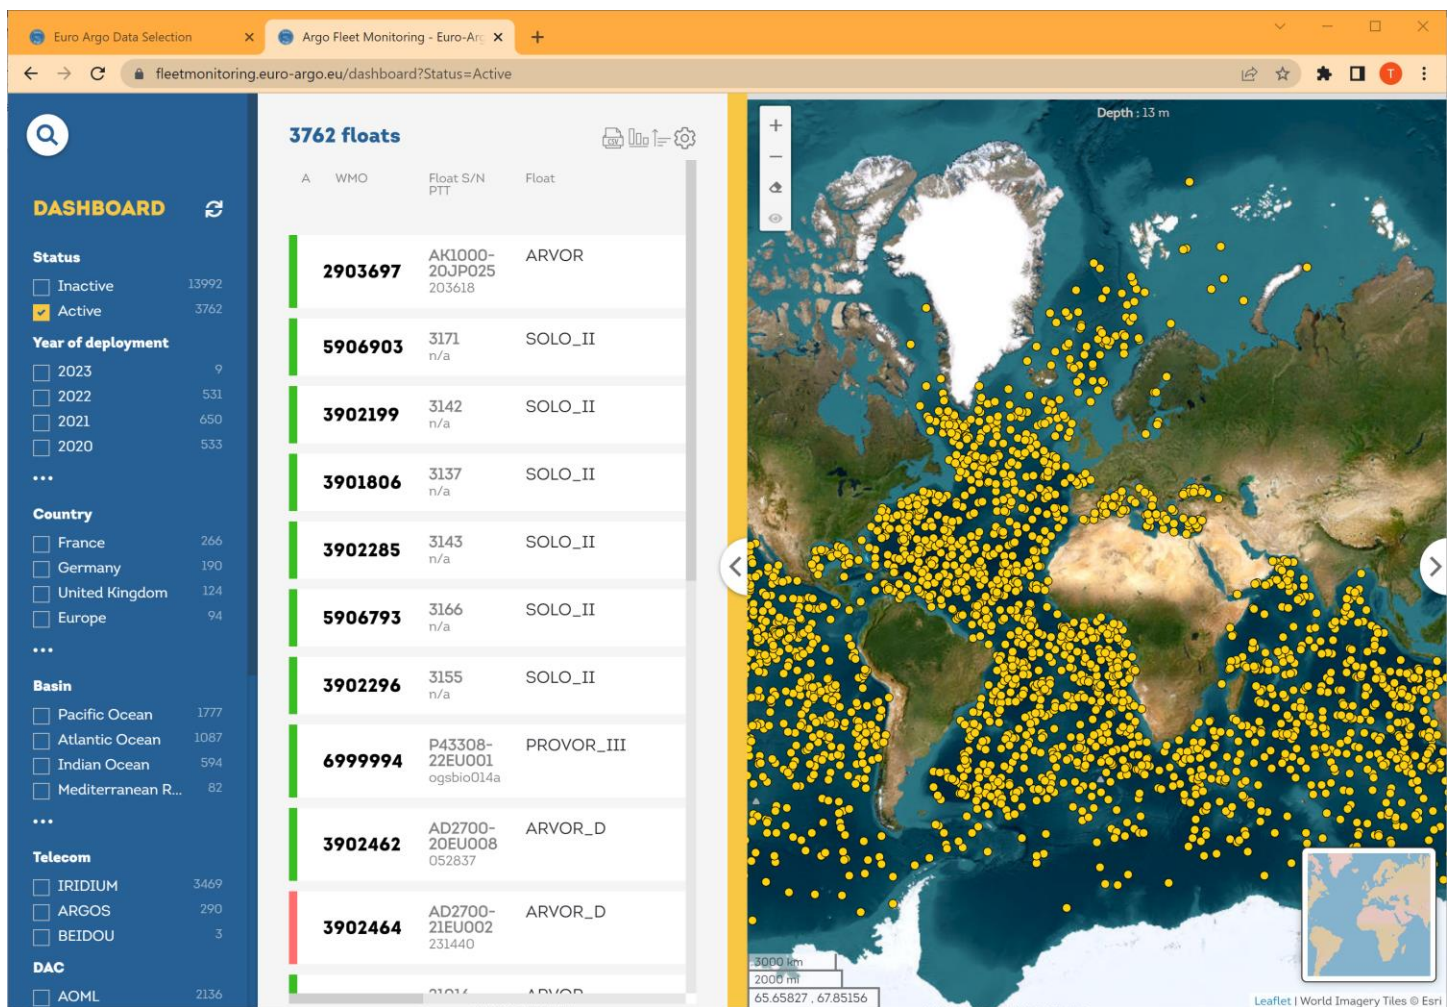 Euro Argo Data Selection
Argo Fleet Monitoring - Euro-Arg
fleetmonitoring.euro-argo.eu/dashboard?Status=Active
T
DASHBOARD
Status
Inactive 13992
Active 3762
Year of deployment
2023 9
2022 531
2021 650
2020 533
...
Country
France 266
Germany 190
United Kingdom 124
Europe 94
...
Basin
Pacific Ocean 1777
Atlantic Ocean 1087
Indian Ocean 594
Mediterranean R... 82
...
Telecom
IRIDIUM 3469
ARGOS 290
BEIDOU 3
DAC
AOML 2136
3762 floats
CSV
A WMO Float S/N Float
PTT
2903697 AK1000-20JP025 203618 ARVOR
5906903 3171 n/a SOLO_II
3902199 3142 n/a SOLO_II
3901806 3137 n/a SOLO_II
3902285 3143 n/a SOLO_II
5906793 3166 n/a SOLO_II
3902296 3155 n/a SOLO_II
6999994 P43308-22EU001 ogsbio014a PROVOR_III
3902462 AD2700-20EU008 052837 ARVOR_D
3902464 AD2700-21EU002 231440 ARVOR_D
Depth : 13 m
3000 km
2000 mi
65.65827 , 67.85156
Leaflet | World Imagery Tiles © Esri